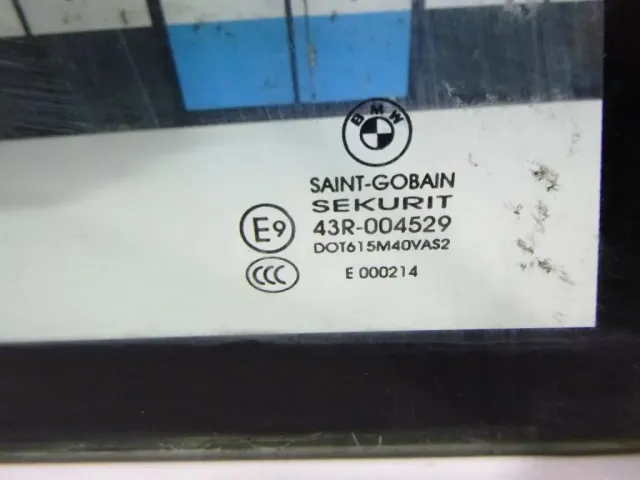 BMW
SAINT-GOBAIN
SEKURIT
E9 43R-004529
DOT615M40VAS2
CCC E 000214